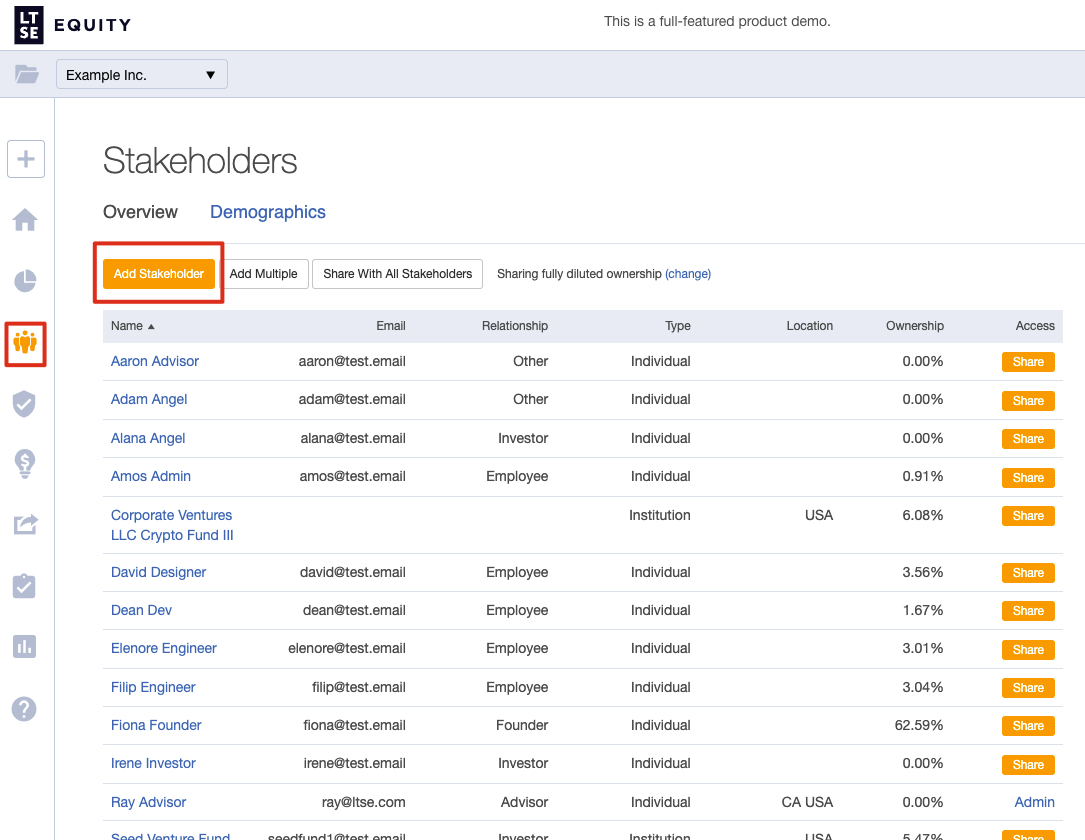 LT
SE
EQUITY
This is a full-featured product demo.
Example Inc. ▼
Stakeholders
Overview Demographics
Add Stakeholder Add Multiple Share With All Stakeholders Sharing fully diluted ownership (change)
Name ▲ Email Relationship Type Location Ownership Access
Aaron Advisor aaron@test.email Other Individual 0.00% Share
Adam Angel adam@test.email Other Individual 0.00% Share
Alana Angel alana@test.email Investor Individual 0.00% Share
Amos Admin amos@test.email Employee Individual 0.91% Share
Corporate Ventures Institution USA 6.08% Share
LLC Crypto Fund III
David Designer david@test.email Employee Individual 3.56% Share
Dean Dev dean@test.email Employee Individual 1.67% Share
Elenore Engineer elenore@test.email Employee Individual 3.01% Share
Filip Engineer filip@test.email Employee Individual 3.04% Share
Fiona Founder fiona@test.email Founder Individual 62.59% Share
Irene Investor irene@test.email Investor Individual 0.00% Share
Ray Advisor ray@ltse.com Advisor Individual CA USA 0.00% Admin
Seed Venture Fund seedfund1@test.email Investor Institution USA 5.47% Share